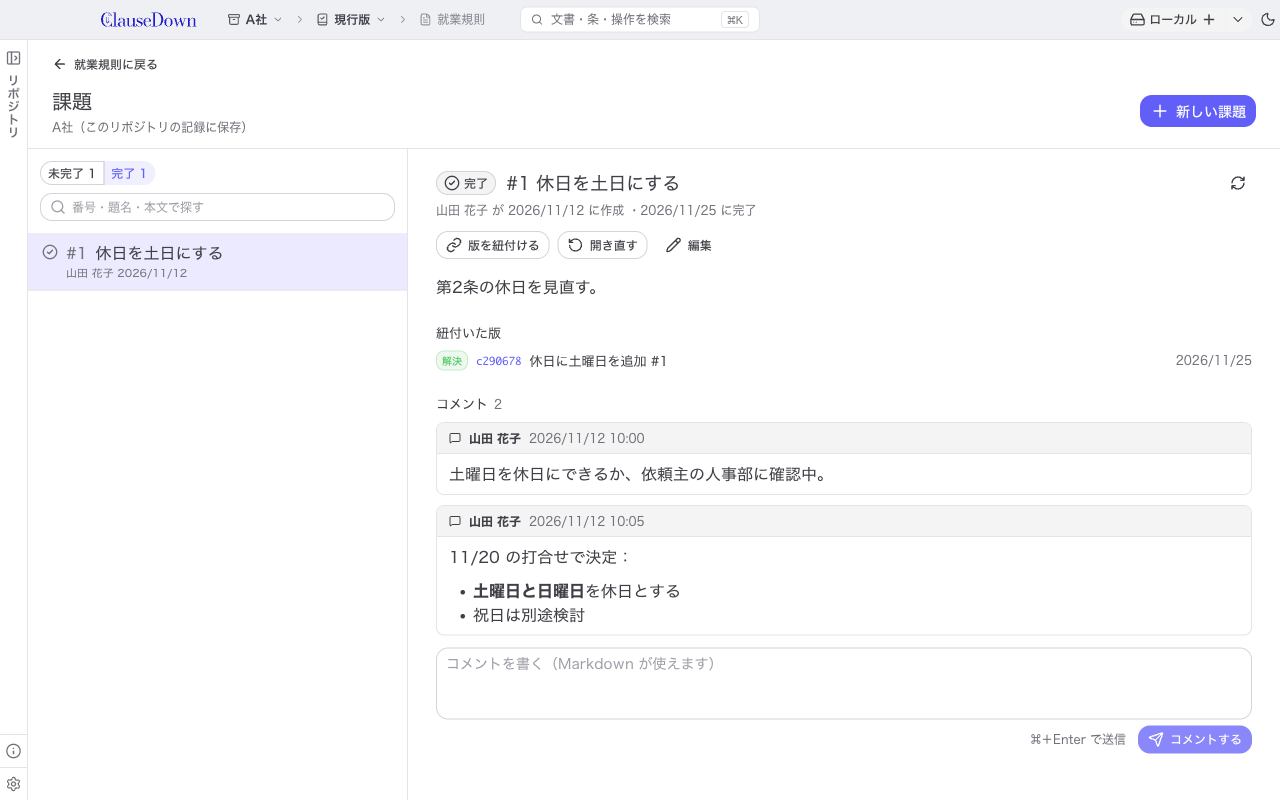 ClauseDown
A社
現行版
就業規則
文書・条・操作を検索
⌘K
ローカル
リポジトリ
就業規則に戻る
課題
A社（このリポジトリの記録に保存）
新しい課題
未完了 1
完了 1
番号・題名・本文で探す
#1 休日を土日にする
山田 花子 2026/11/12
完了
#1 休日を土日にする
山田 花子 が 2026/11/12 に作成 ・2026/11/25 に完了
版を紐付ける
開き直す
編集
第2条の休日を見直す。
紐付いた版
解決 c290678 休日に土曜日を追加 #1 2026/11/25
コメント 2
山田 花子 2026/11/12 10:00
土曜日を休日にできるか、依頼主の人事部に確認中。
山田 花子 2026/11/12 10:05
11/20 の打合せで決定：
• 土曜日と日曜日を休日とする
• 祝日は別途検討
コメントを書く（Markdown が使えます）
⌘+Enter で送信
コメントする